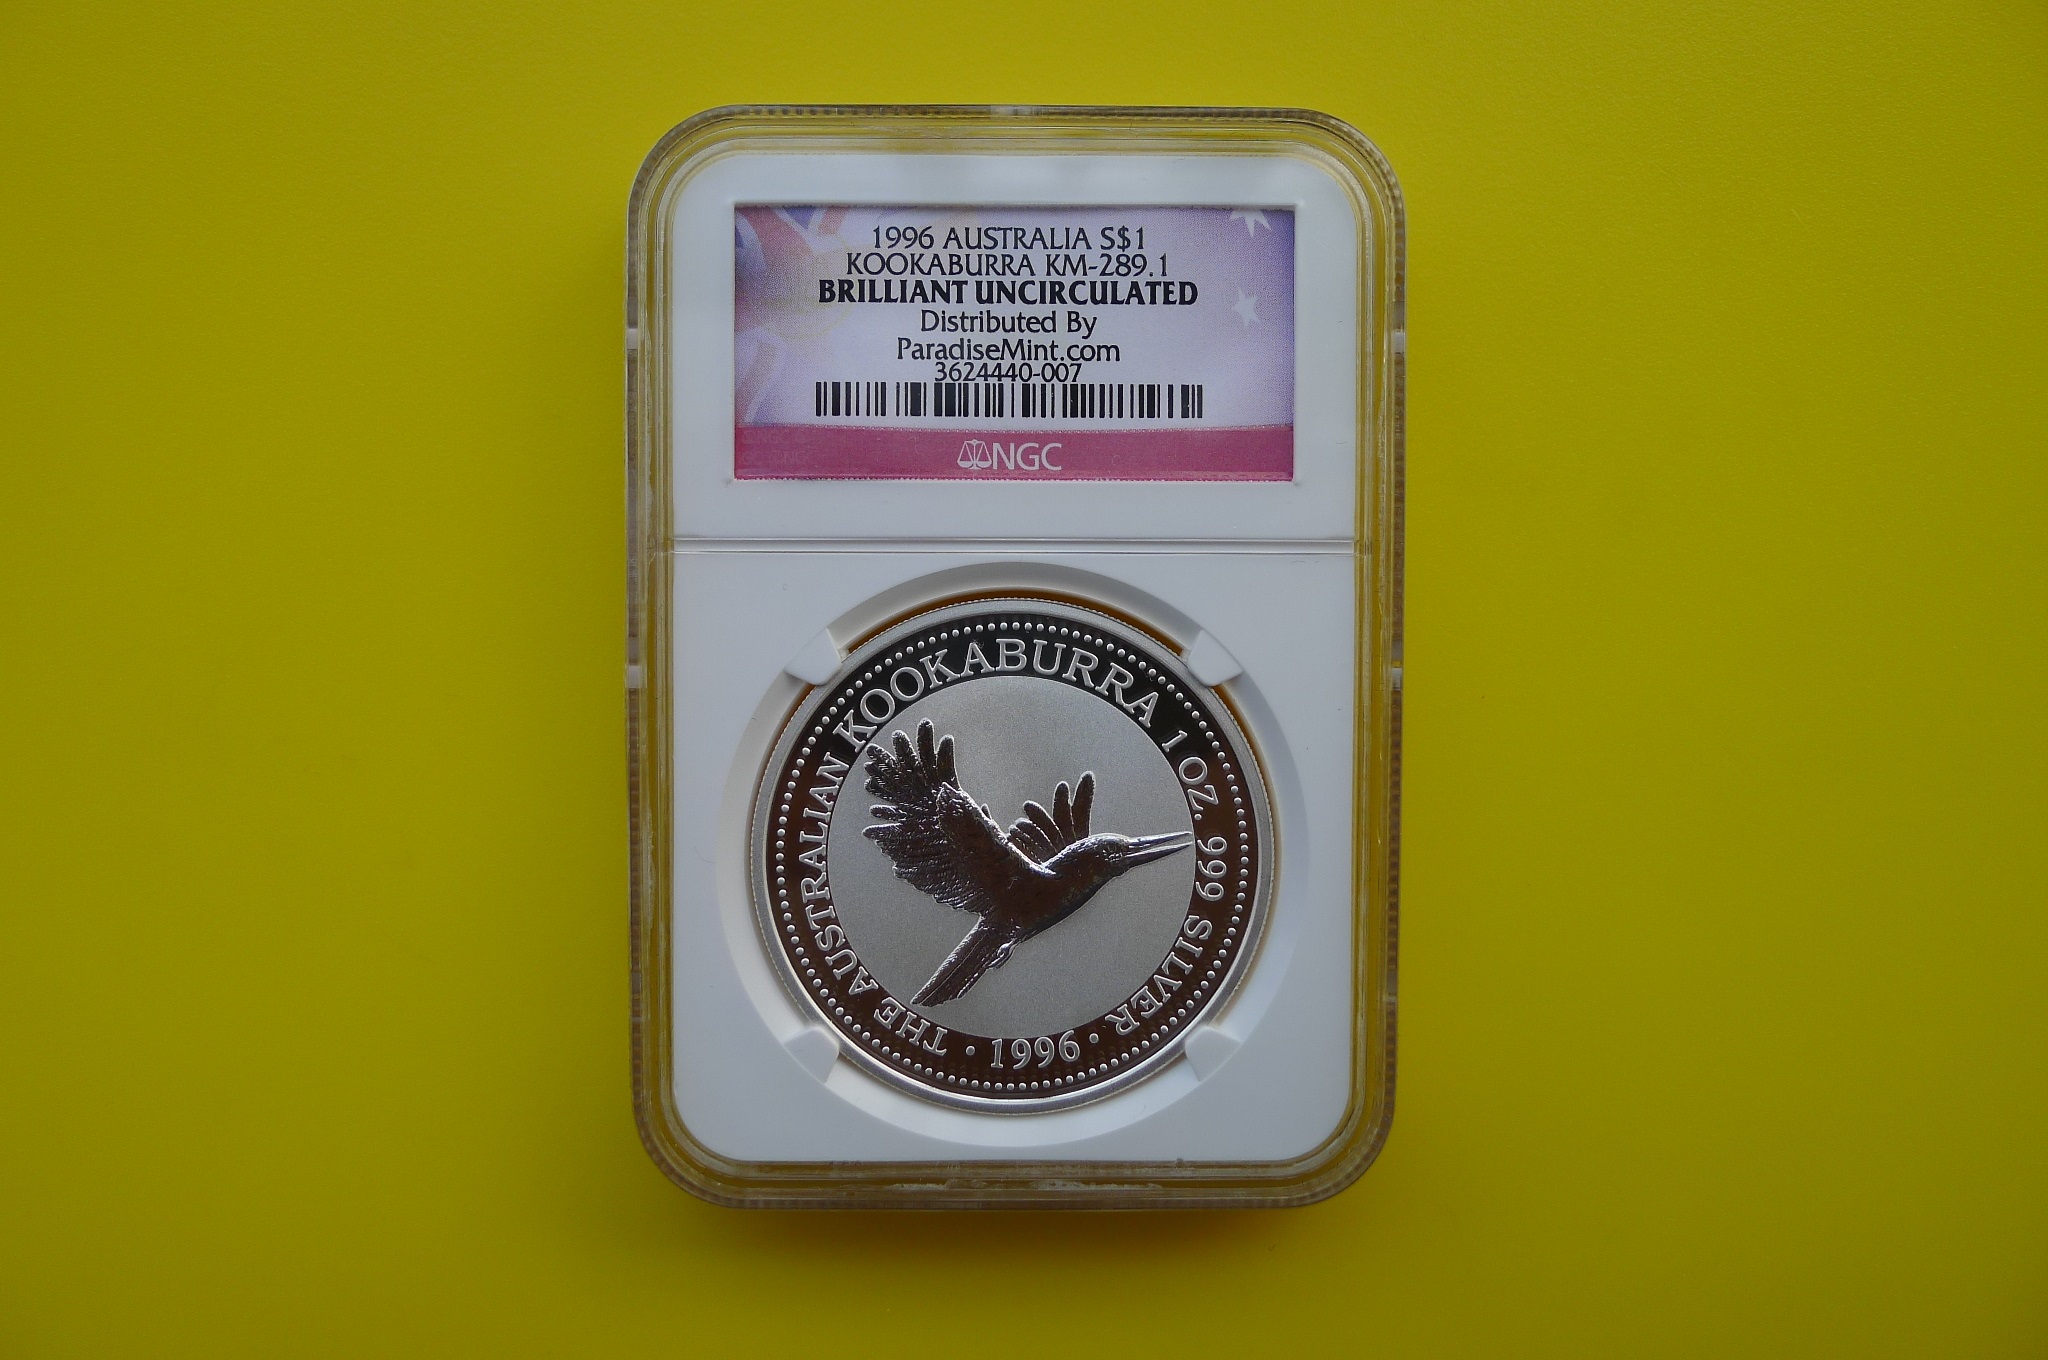 1996 AUSTRALIA S$1
KOOKABURRA KM-289.1
BRILLIANT UNCIRCULATED
Distributed By
ParadiseMint.com
3624440-007
NGC
THE AUSTRALIAN KOOKABURRA 1 OZ. 999 SILVER
· 1996 ·